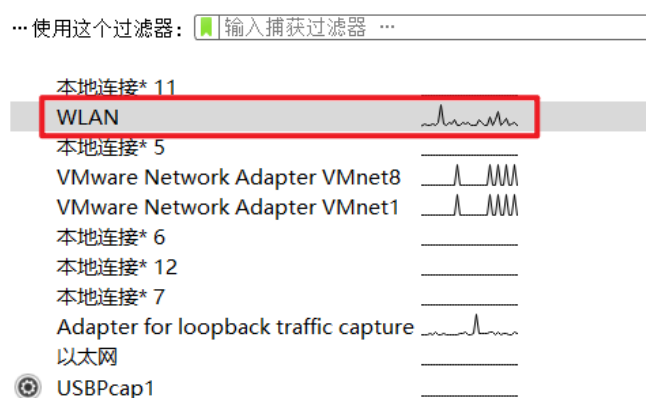 …使用这个过滤器: 输入捕获过滤器 …
本地连接* 11
WLAN
本地连接* 5
VMware Network Adapter VMnet8
VMware Network Adapter VMnet1
本地连接* 6
本地连接* 12
本地连接* 7
Adapter for loopback traffic capture
以太网
USBPcap1